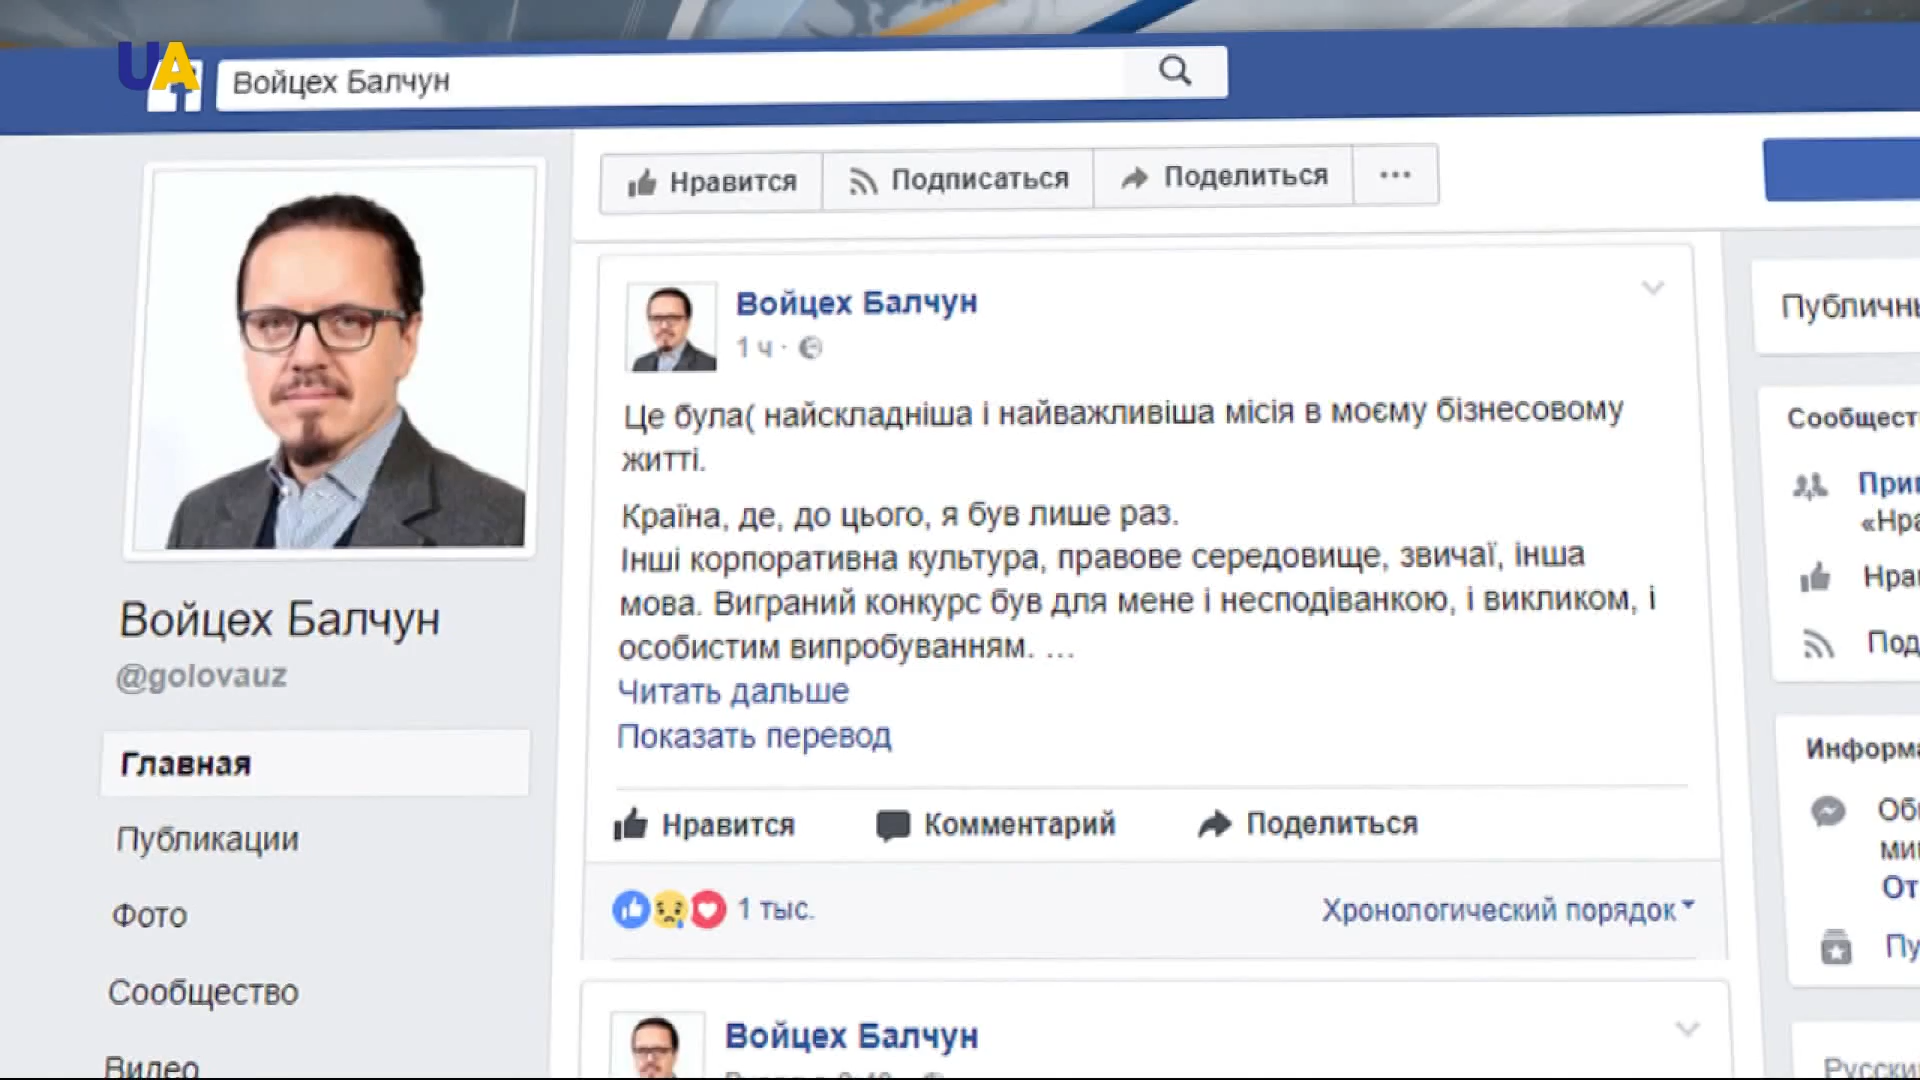 UA
Войцех Балчун
Нравится
Подписаться
Поделиться
Войцех Балчун
@golovauz
Главная
Публикации
Фото
Сообщество
Видео
Войцех Балчун
1 ч ·
Це була( найскладніша і найважливіша місія в моєму бізнесовому
житті.
Країна, де, до цього, я був лише раз.
Інші корпоративна культура, правове середовище, звичаї, інша
мова. Виграний конкурс був для мене і несподіванкою, і викликом, і
особистим випробуванням. ...
Читать дальше
Показать перевод
Нравится
Комментарий
Поделиться
1 тыс.
Хронологический порядок
Войцех Балчун